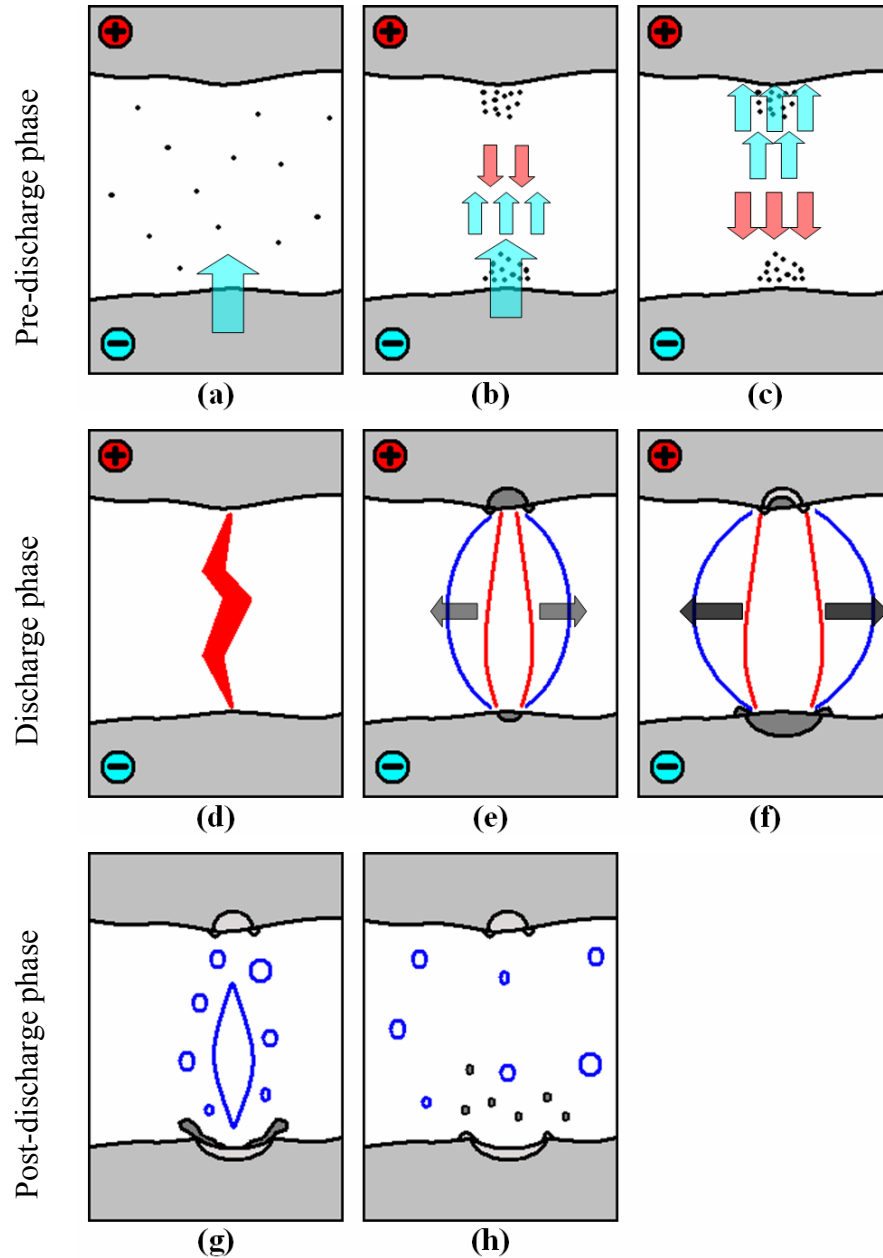 Pre-discharge phase
+
+
+
−
−
−
(a)
(b)
(c)
Discharge phase
+
+
+
−
−
−
(d)
(e)
(f)
Post-discharge phase
(g)
(h)